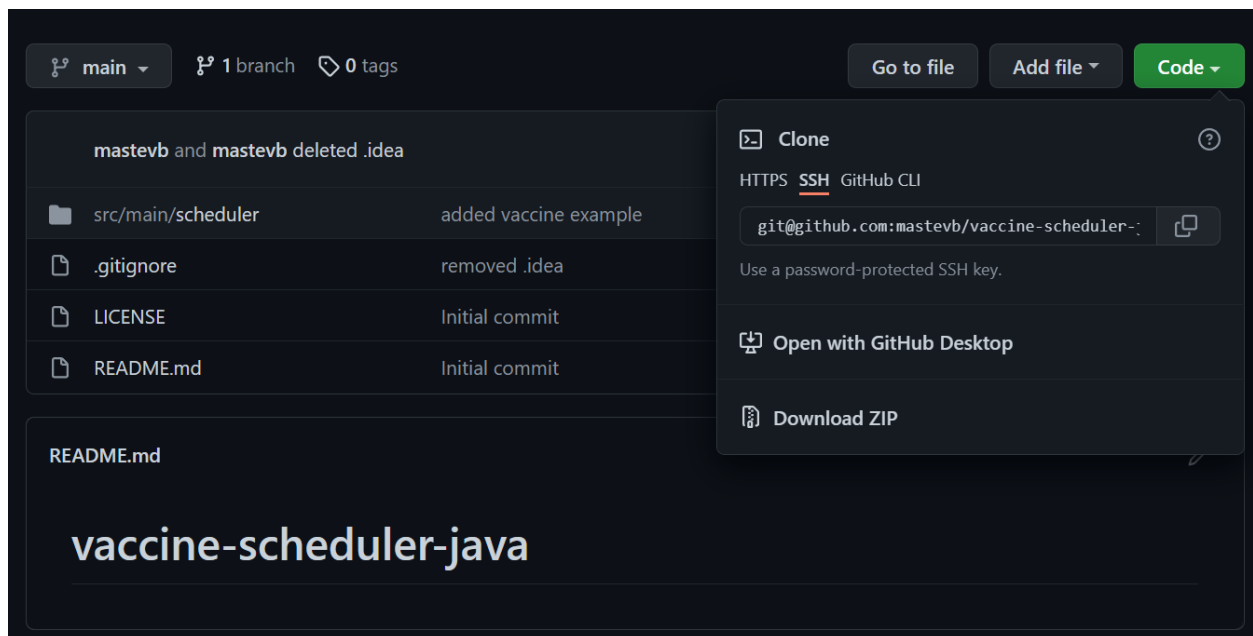 main 1 branch 0 tags Go to file Add file Code
mastevb and mastevb deleted .idea
src/main/scheduler added vaccine example
.gitignore removed .idea
LICENSE Initial commit
README.md Initial commit
Clone
HTTPS SSH GitHub CLI
git@github.com:mastevb/vaccine-scheduler-
Use a password-protected SSH key.
Open with GitHub Desktop
Download ZIP
README.md
vaccine-scheduler-java